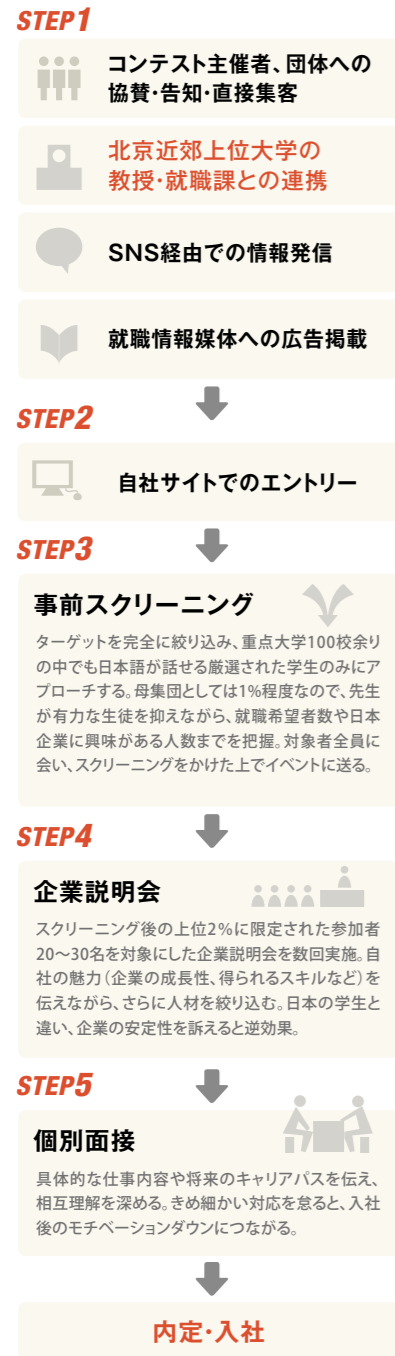 STEP1
コンテスト主催者、団体への
協賛・告知・直接集客
北京近郊上位大学の
教授・就職課との連携
SNS経由での情報発信
就職情報媒体への広告掲載
STEP2
自社サイトでのエントリー
STEP3
事前スクリーニング
ターゲットを完全に絞り込み、重点大学100校余り
の中でも日本語が話せる厳選された学生のみにア
プローチする。母集団としては1%程度なので、先生
が有力な生徒を抑えながら、就職希望者数や日本
企業に興味がある人数までを把握。対象者全員に
会い、スクリーニングをかけた上でイベントに送る。
STEP4
企業説明会
スクリーニング後の上位2%に限定された参加者
20〜30名を対象にした企業説明会を数回実施。自
社の魅力(企業の成長性、得られるスキルなど)を
伝えながら、さらに人材を絞り込む。日本の学生と
違い、企業の安定性を訴えると逆効果。
STEP5
個別面接
具体的な仕事内容や将来のキャリアパスを伝え、
相互理解を深める。きめ細かい対応を怠ると、入社
後のモチベーションダウンにつながる。
内定・入社